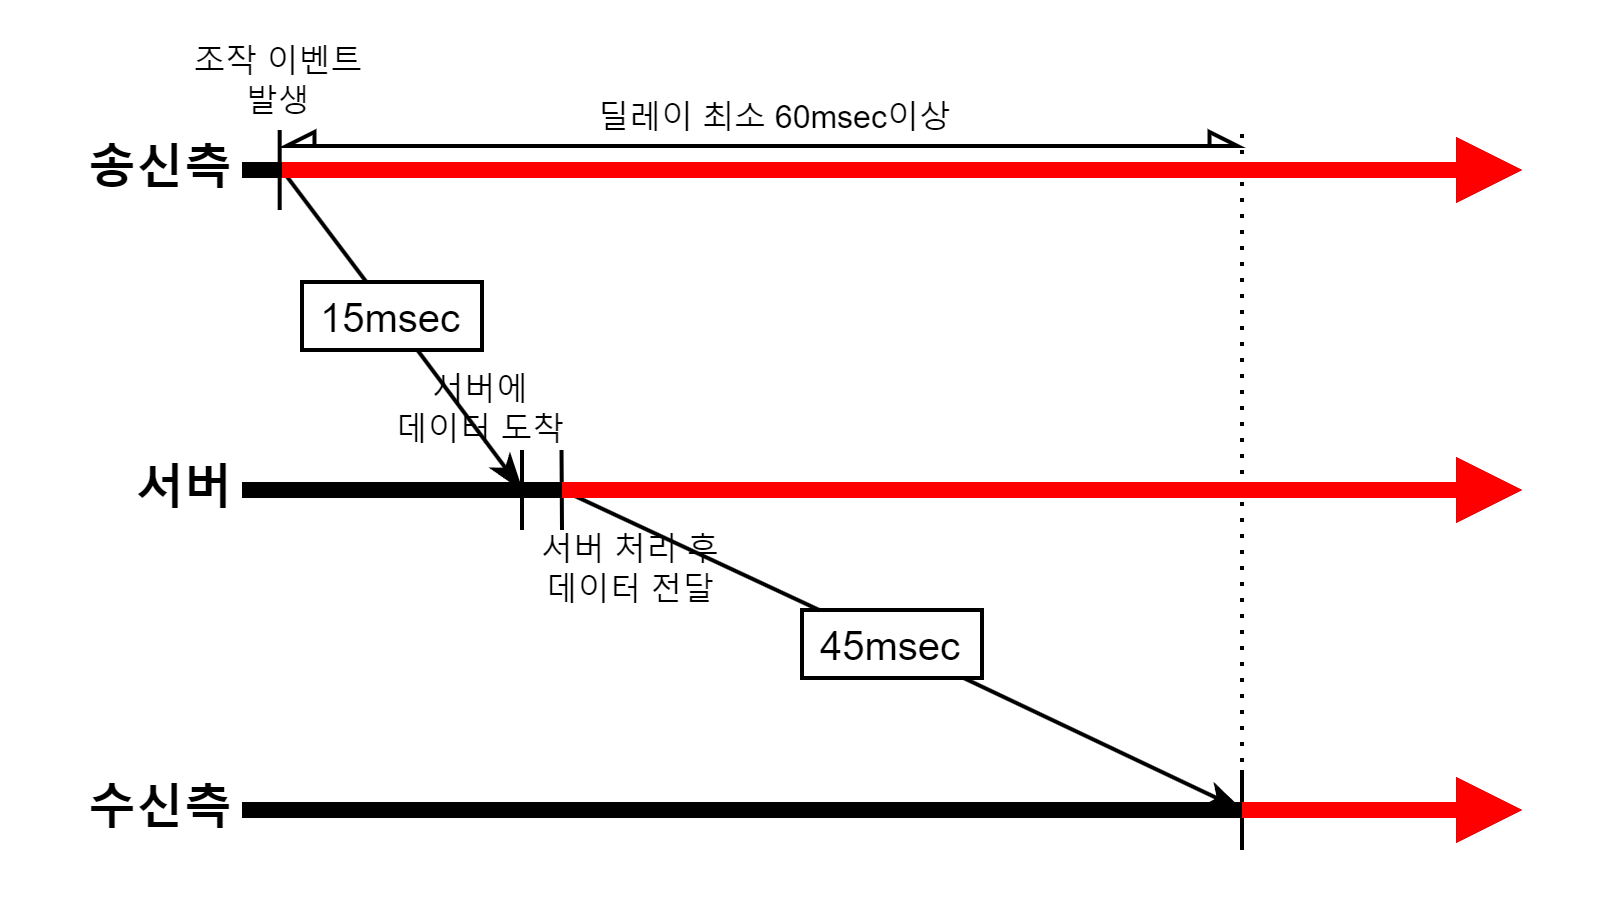 조작 이벤트
발생
딜레이 최소 60msec이상
송신측
15msec
서버에
데이터 도착
서버
서버 처리 후
데이터 전달
45msec
수신측